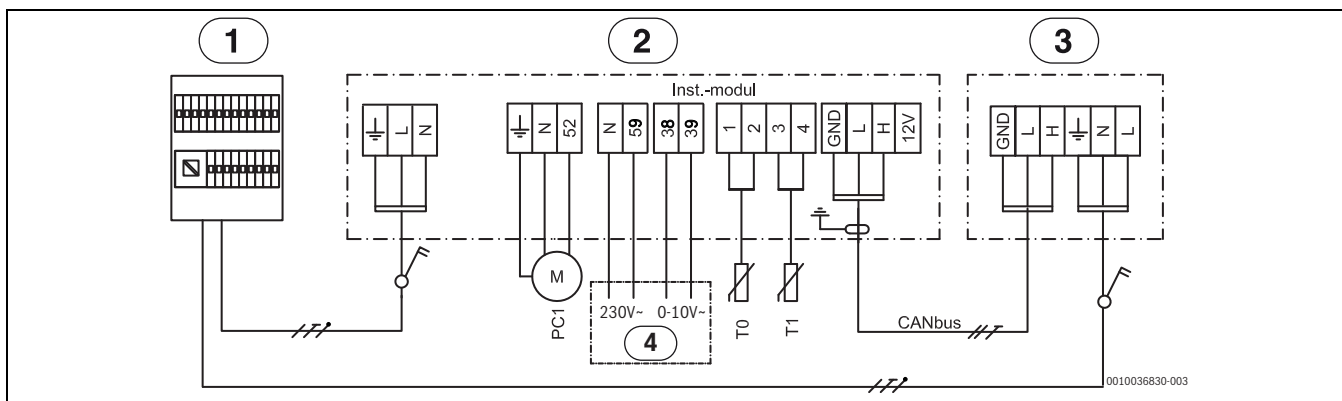 1
2
3
Inst.-modul
L
N
N
52
N
59
38
39
1
2
3
4
GND
L
H
12V
GND
L
H
N
L
M
PC1
230V~
0-10V~
4
T0
T1
CANbus
0010036830-003